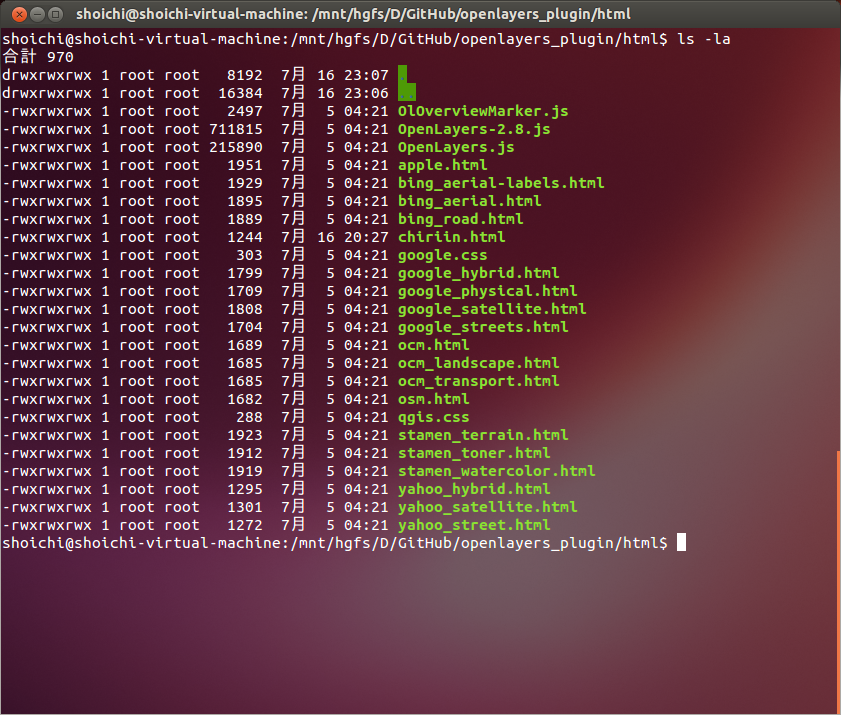 shoichi@shoichi-virtual-machine: /mnt/hgfs/D/GitHub/openlayers_plugin/html
shoichi@shoichi-virtual-machine:/mnt/hgfs/D/GitHub/openlayers_plugin/html$ ls -la
合計 970
drwxrwxrwx 1 root root   8192  7月 16 23:07 .
drwxrwxrwx 1 root root  16384  7月 16 23:06 ..
-rwxrwxrwx 1 root root   2497  7月  5 04:21 OlOverviewMarker.js
-rwxrwxrwx 1 root root 711815  7月  5 04:21 OpenLayers-2.8.js
-rwxrwxrwx 1 root root 215890  7月  5 04:21 OpenLayers.js
-rwxrwxrwx 1 root root   1951  7月  5 04:21 apple.html
-rwxrwxrwx 1 root root   1929  7月  5 04:21 bing_aerial-labels.html
-rwxrwxrwx 1 root root   1895  7月  5 04:21 bing_aerial.html
-rwxrwxrwx 1 root root   1889  7月  5 04:21 bing_road.html
-rwxrwxrwx 1 root root   1244  7月 16 20:27 chiriin.html
-rwxrwxrwx 1 root root    303  7月  5 04:21 google.css
-rwxrwxrwx 1 root root   1799  7月  5 04:21 google_hybrid.html
-rwxrwxrwx 1 root root   1709  7月  5 04:21 google_physical.html
-rwxrwxrwx 1 root root   1808  7月  5 04:21 google_satellite.html
-rwxrwxrwx 1 root root   1704  7月  5 04:21 google_streets.html
-rwxrwxrwx 1 root root   1689  7月  5 04:21 ocm.html
-rwxrwxrwx 1 root root   1685  7月  5 04:21 ocm_landscape.html
-rwxrwxrwx 1 root root   1685  7月  5 04:21 ocm_transport.html
-rwxrwxrwx 1 root root   1682  7月  5 04:21 osm.html
-rwxrwxrwx 1 root root    288  7月  5 04:21 qgis.css
-rwxrwxrwx 1 root root   1923  7月  5 04:21 stamen_terrain.html
-rwxrwxrwx 1 root root   1912  7月  5 04:21 stamen_toner.html
-rwxrwxrwx 1 root root   1919  7月  5 04:21 stamen_watercolor.html
-rwxrwxrwx 1 root root   1295  7月  5 04:21 yahoo_hybrid.html
-rwxrwxrwx 1 root root   1301  7月  5 04:21 yahoo_satellite.html
-rwxrwxrwx 1 root root   1272  7月  5 04:21 yahoo_street.html
shoichi@shoichi-virtual-machine:/mnt/hgfs/D/GitHub/openlayers_plugin/html$